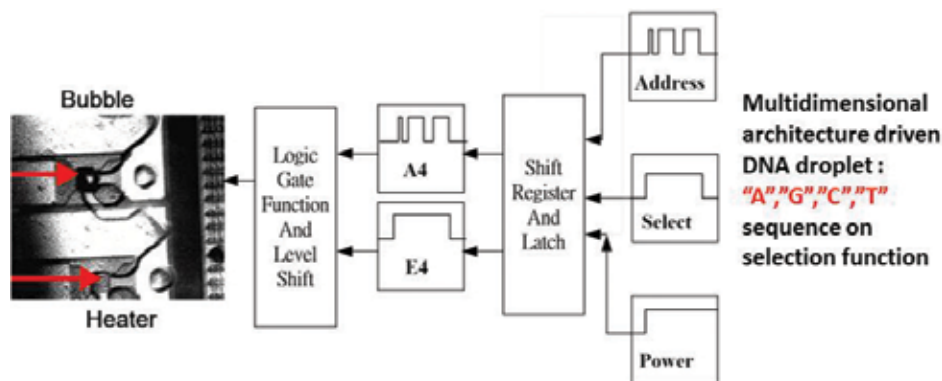 Bubble
Heater
Logic
Gate
Function
And
Level
Shift
A4
E4
Shift
Register
And
Latch
Address
Select
Power
Multidimensional
architecture driven
DNA droplet :
“A”,”G”,”C”,”T”
sequence on
selection function